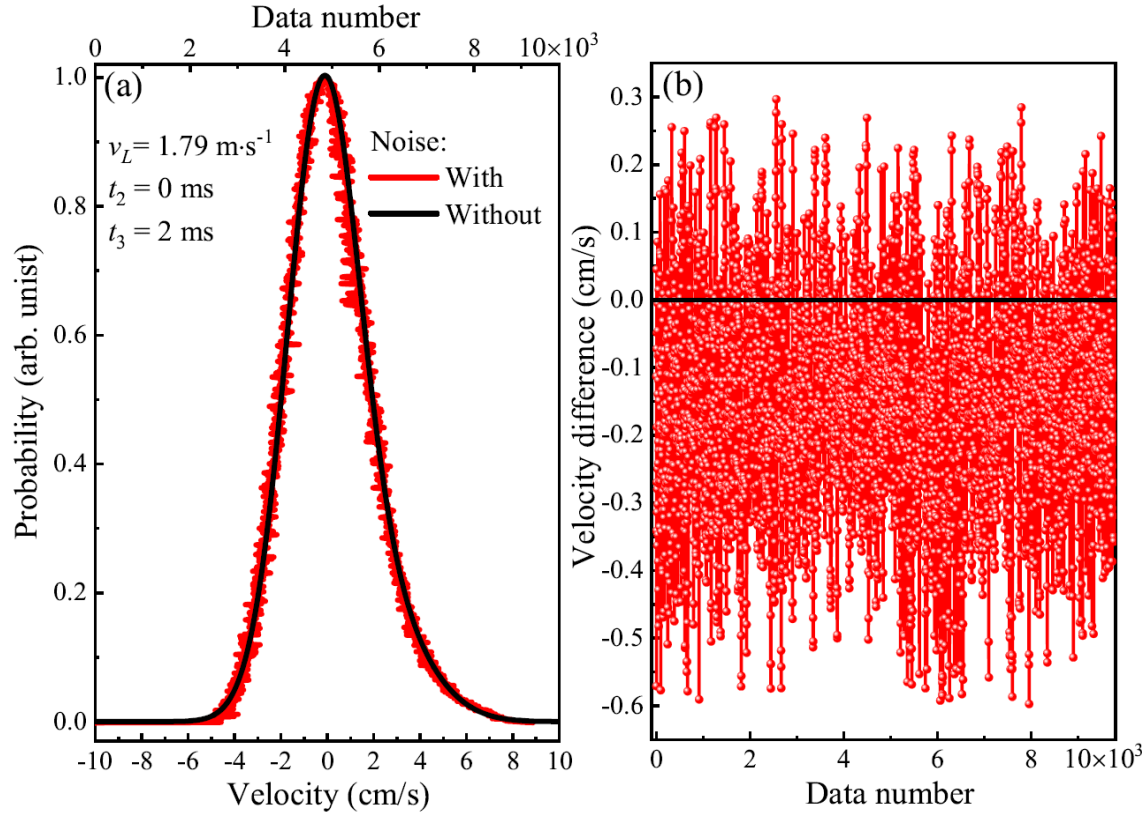 Data number
0 2 4 6 8 10×10³
(a)
1.0
0.8
0.6
0.4
0.2
0.0
Probability (arb. unist)
v_L= 1.79 m·s⁻¹
t₂ = 0 ms
t₃ = 2 ms
Noise:
With
Without
-10 -8 -6 -4 -2 0 2 4 6 8 10
Velocity (cm/s)
(b)
0.3
0.2
0.1
0.0
-0.1
-0.2
-0.3
-0.4
-0.5
-0.6
Velocity difference (cm/s)
0 2 4 6 8 10×10³
Data number